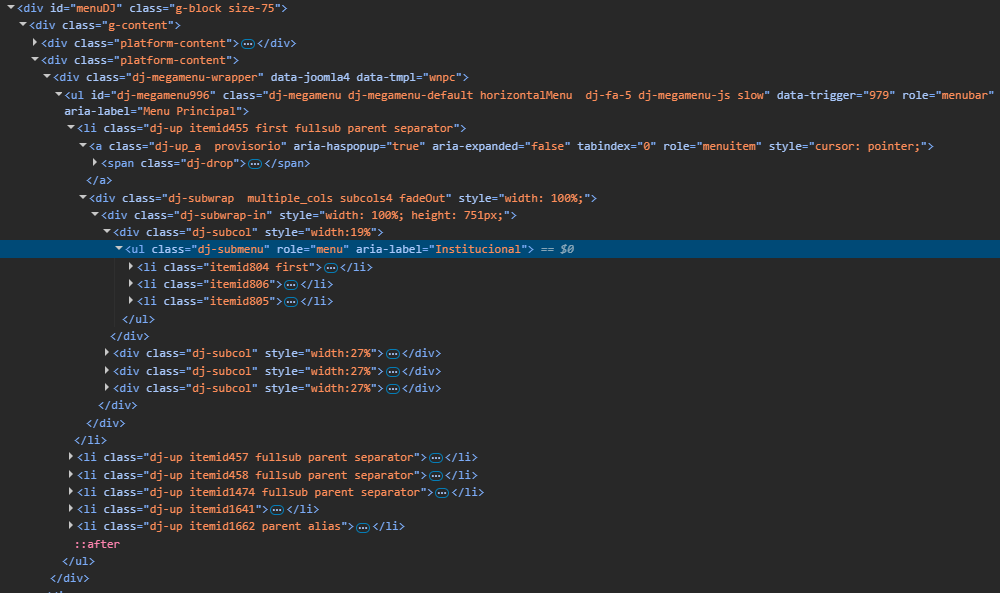 <div id="menuDJ" class="g-block size-75">
<div class="g-content">
<div class="platform-content">…</div>
<div class="platform-content">
<div class="dj-megamenu-wrapper" data-joomla4 data-tmpl="wnpc">
<ul id="dj-megamenu996" class="dj-megamenu dj-megamenu-default horizontalMenu  dj-fa-5 dj-megamenu-js slow" data-trigger="979" role="menubar"
aria-label="Menu Principal">
<li class="dj-up itemid455 first fullsub parent separator">
<a class="dj-up_a  provisorio" aria-haspopup="true" aria-expanded="false" tabindex="0" role="menuitem" style="cursor: pointer;">
<span class="dj-drop">…</span>
</a>
<div class="dj-subwrap  multiple_cols subcols4 fadeOut" style="width: 100%;">
<div class="dj-subwrap-in" style="width: 100%; height: 751px;">
<div class="dj-subcol" style="width:19%">
<ul class="dj-submenu" role="menu" aria-label="Institucional"> == $0
<li class="itemid804 first">…</li>
<li class="itemid806">…</li>
<li class="itemid805">…</li>
</ul>
</div>
<div class="dj-subcol" style="width:27%">…</div>
<div class="dj-subcol" style="width:27%">…</div>
<div class="dj-subcol" style="width:27%">…</div>
</div>
</div>
</li>
<li class="dj-up itemid457 fullsub parent separator">…</li>
<li class="dj-up itemid458 fullsub parent separator">…</li>
<li class="dj-up itemid1474 fullsub parent separator">…</li>
<li class="dj-up itemid1641">…</li>
<li class="dj-up itemid1662 parent alias">…</li>
::after
</ul>
</div>